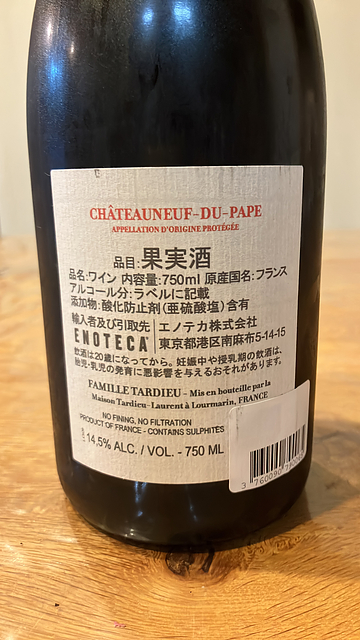 CHÂTEAUNEUF-DU-PAPE
APPELLATION D'ORIGINE PROTÉGÉE
品目:果実酒
品名:ワイン 内容量:750ml 原産国名:フランス
アルコール分:ラベルに記載
添加物:酸化防止剤(亜硫酸塩)含有
輸入者及び引取先 エノテカ株式会社
ENOTECA 東京都港区南麻布5-14-15
飲酒は20歳になってから。妊娠中や授乳期の飲酒は、
胎児・乳児の発育に悪影響を与えるおそれがあります。
FAMILLE TARDIEU - Mis en bouteille par la
Maison Tardieu-Laurent à Lourmarin, FRANCE
NO FINING, NO FILTRATION
PRODUCT OF FRANCE - CONTAINS SULPHITES
14,5% ALC. / VOL. - 750 ML